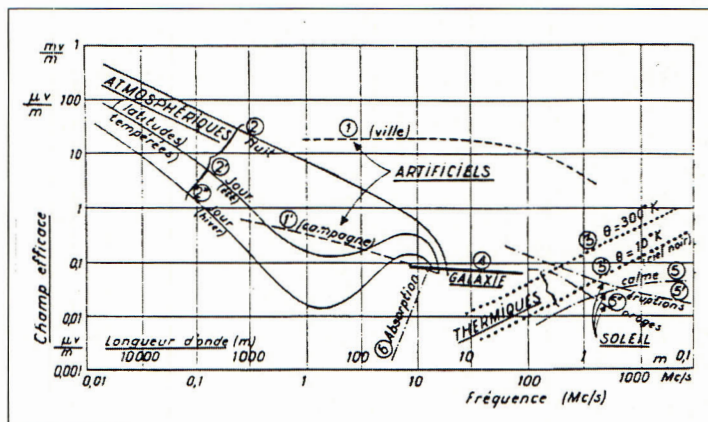 mv
m
1
µv
m
100
10
1
0,1
0,01
µv
m
0,001
Champ efficace
ATMOSPHÉRIQUES
(latitudes
tempérées)
2 Nuit
2' Jour
(été)
2" Jour
(hiver)
1 (ville)
ARTIFICIELS
1' (campagne)
4
GALAXIE
6 Absorption
THERMIQUES
3 θ = 300° K
3 θ = 10° K
(ciel noir)
calme 5
éruptions 5'
5" orages
SOLEIL
Longueur d'onde (m)
10 000 1000 100 10 1 m 0,1
0,01 0,1 1 10 100 1000 Mc/s
Fréquence (Mc/s)